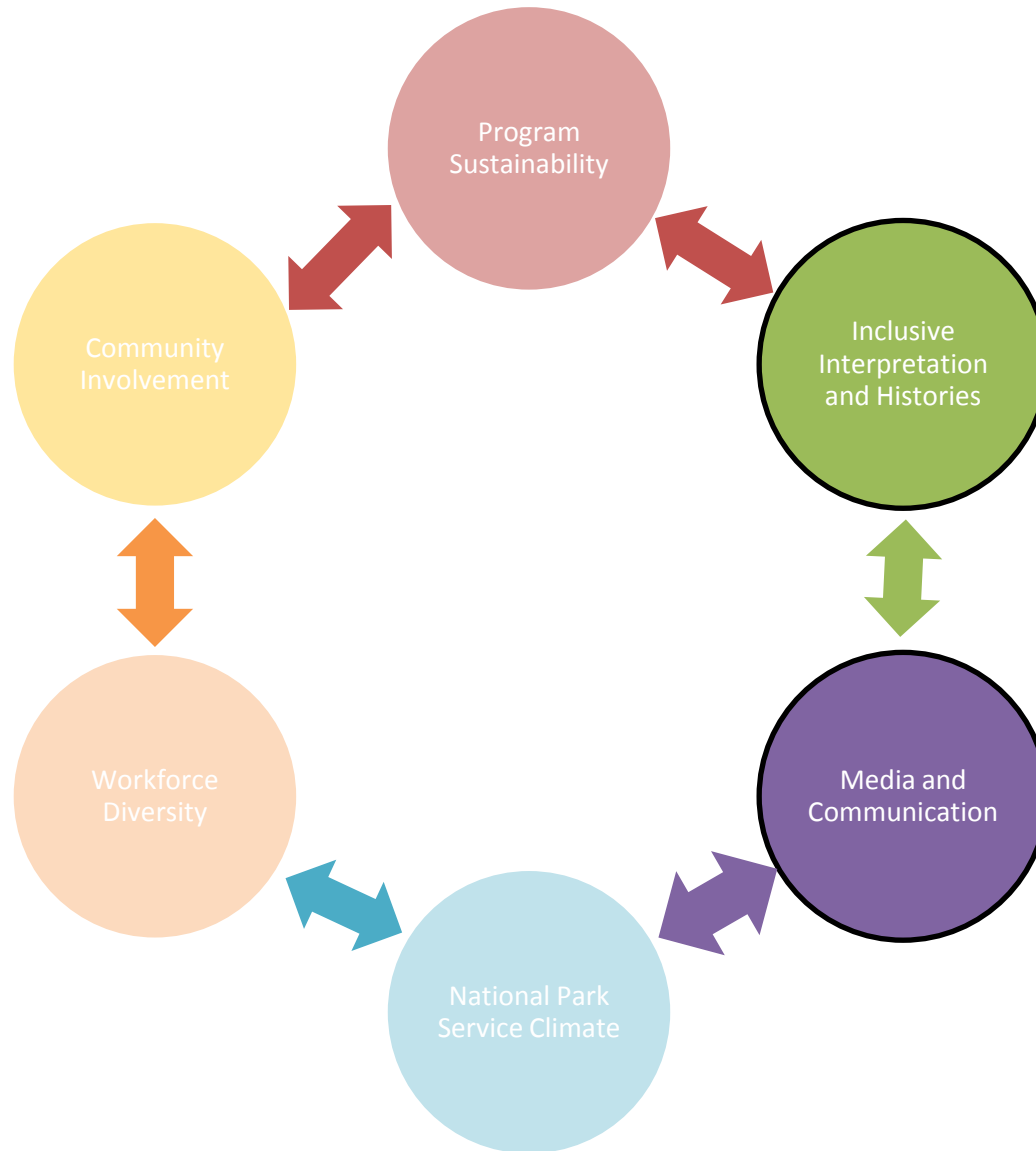 Program
Sustainability
Inclusive
Interpretation
and Histories
Media and
Communication
National Park
Service Climate
Workforce
Diversity
Community
Involvement